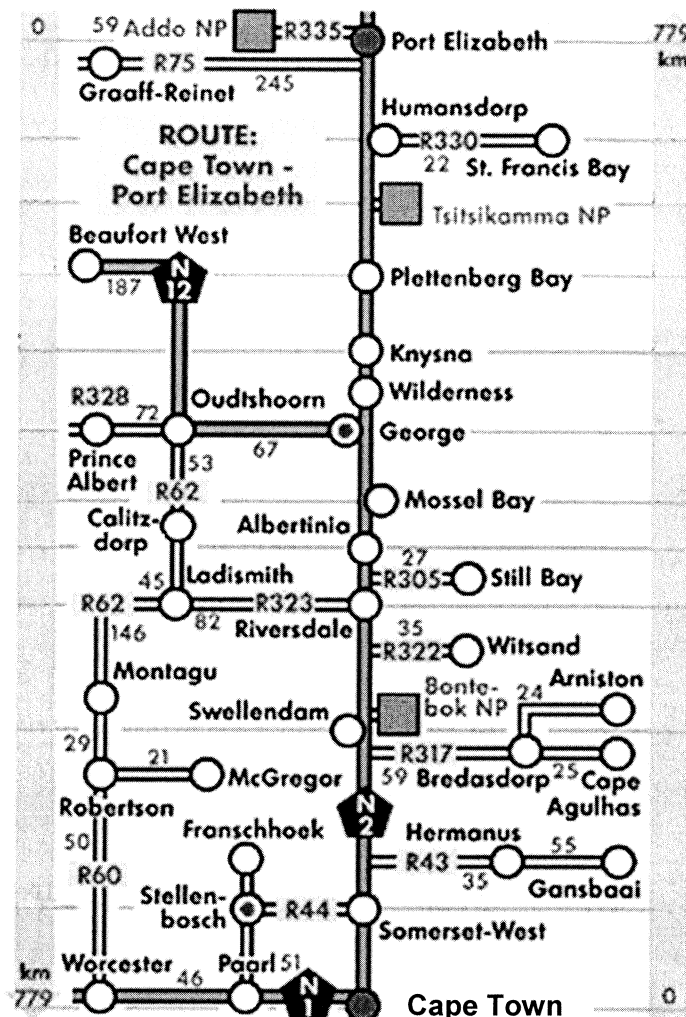 0
59 Addo NP
R335
Port Elizabeth
779
km
R75
Graaff-Reinet
245
Humansdorp
R330
22
St. Francis Bay
ROUTE:
Cape Town -
Port Elizabeth
Tsitsikamma NP
Beaufort West
187
N
12
Plettenberg Bay
Knysna
Wilderness
R328
72
Oudtshoorn
67
George
Prince
Albert
53
R62
Mossel Bay
Calitz-
dorp
Albertinia
27
R305
Still Bay
45
Ladismith
R62
82
R323
Riversdale
146
35
R322
Witsand
Montagu
Bonte-
bok NP
24
Arniston
Swellendam
29
21
McGregor
R317
59
Bredasdorp
25
Cape
Agulhas
Robertson
N
2
50
Franschhoek
Hermanus
55
R60
R43
35
Gansbaai
Stellen-
bosch
R44
Somerset-West
km
779
Worcester
46
Paarl
51
N
1
Cape Town
0